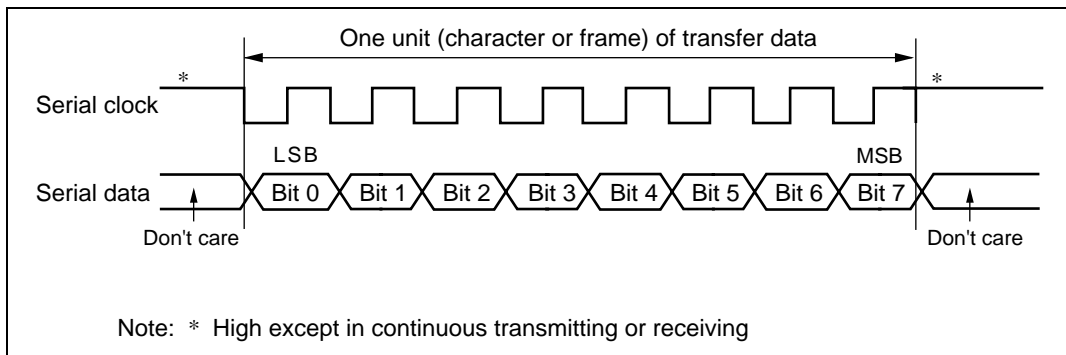 One unit (character or frame) of transfer data
* *
Serial clock
LSB MSB
Serial data Bit 0 Bit 1 Bit 2 Bit 3 Bit 4 Bit 5 Bit 6 Bit 7
Don't care Don't care
Note: * High except in continuous transmitting or receiving